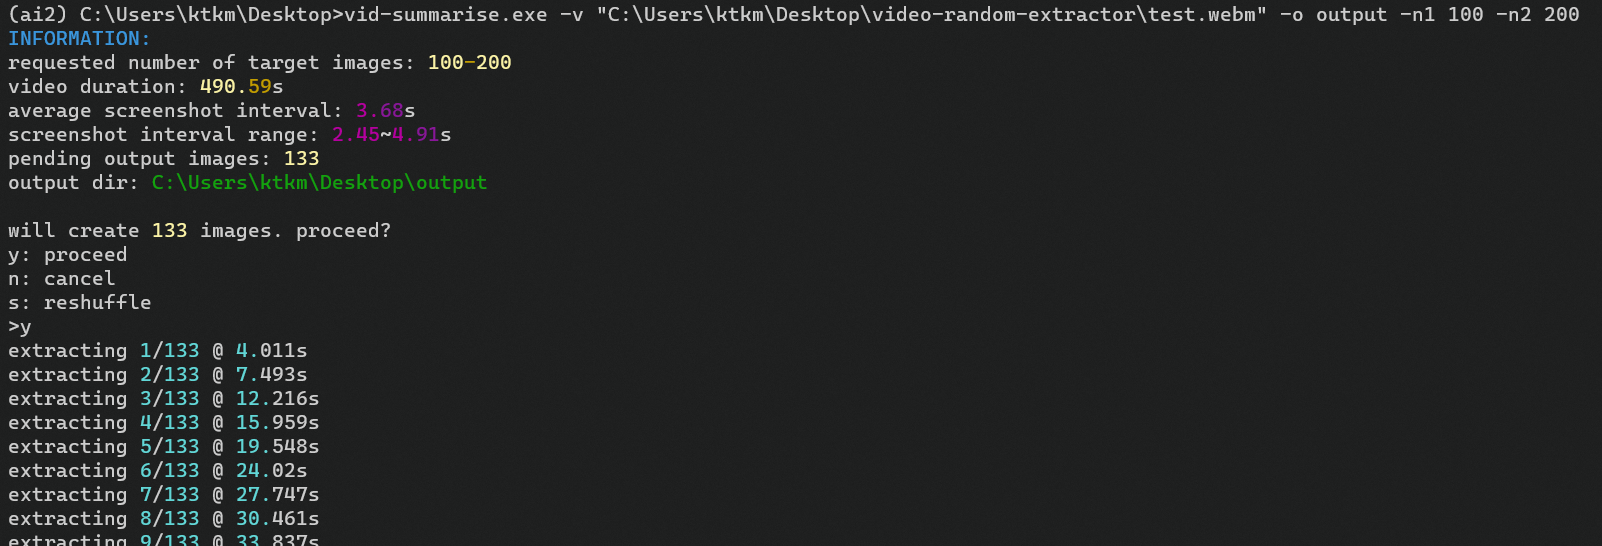 (ai2) C:\Users\ktkm\Desktop>vid-summarise.exe -v "C:\Users\ktkm\Desktop\video-random-extractor\test.webm" -o output -n1 100 -n2 200
INFORMATION:
requested number of target images: 100-200
video duration: 490.59s
average screenshot interval: 3.68s
screenshot interval range: 2.45~4.91s
pending output images: 133
output dir: C:\Users\ktkm\Desktop\output
will create 133 images. proceed?
y: proceed
n: cancel
s: reshuffle
>y
extracting 1/133 @ 4.011s
extracting 2/133 @ 7.493s
extracting 3/133 @ 12.216s
extracting 4/133 @ 15.959s
extracting 5/133 @ 19.548s
extracting 6/133 @ 24.02s
extracting 7/133 @ 27.747s
extracting 8/133 @ 30.461s
extracting 9/133 @ 33.837s